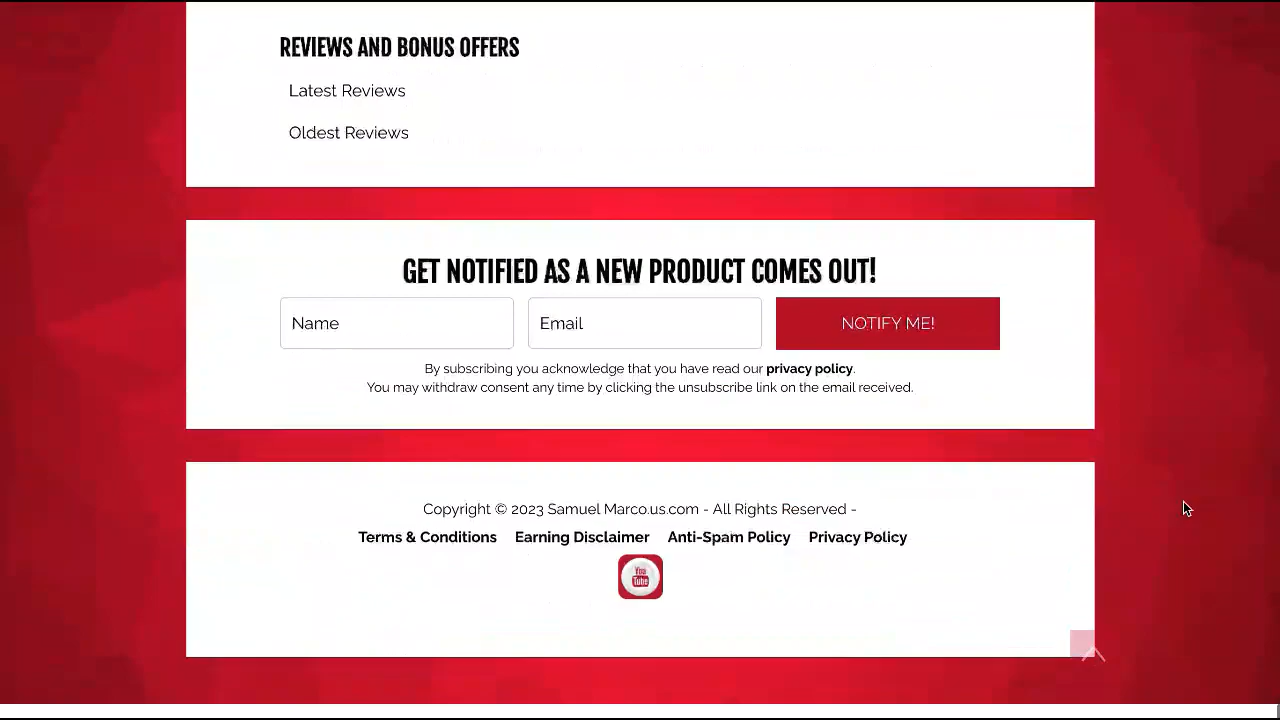 REVIEWS AND BONUS OFFERS
Latest Reviews
Oldest Reviews
GET NOTIFIED AS A NEW PRODUCT COMES OUT!
Name Email NOTIFY ME!
By subscribing you acknowledge that you have read our privacy policy.
You may withdraw consent any time by clicking the unsubscribe link on the email received.
Copyright © 2023 Samuel Marco.us.com - All Rights Reserved -
Terms & Conditions Earning Disclaimer Anti-Spam Policy Privacy Policy
You
Tube